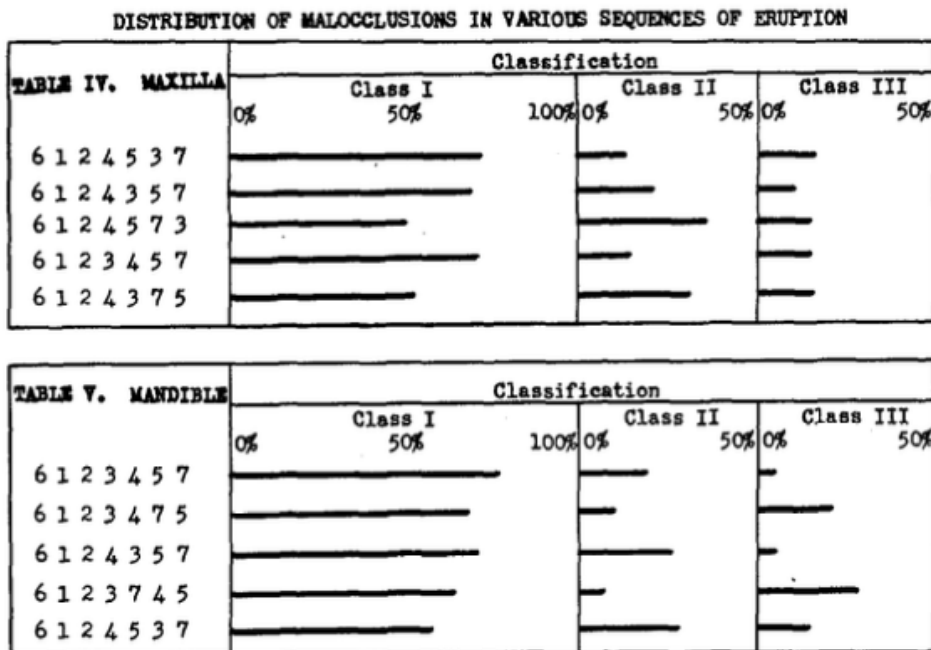 DISTRIBUTION OF MALOCCLUSIONS IN VARIOUS SEQUENCES OF ERUPTION
TABLE IV. MAXILLA
Classification
Class I Class II Class III
0% 50% 100% 0% 50% 0% 50%
6 1 2 4 5 3 7
6 1 2 4 3 5 7
6 1 2 4 5 7 3
6 1 2 3 4 5 7
6 1 2 4 3 7 5
TABLE V. MANDIBLE
Classification
Class I Class II Class III
0% 50% 100% 0% 50% 0% 50%
6 1 2 3 4 5 7
6 1 2 3 4 7 5
6 1 2 4 3 5 7
6 1 2 3 7 4 5
6 1 2 4 5 3 7